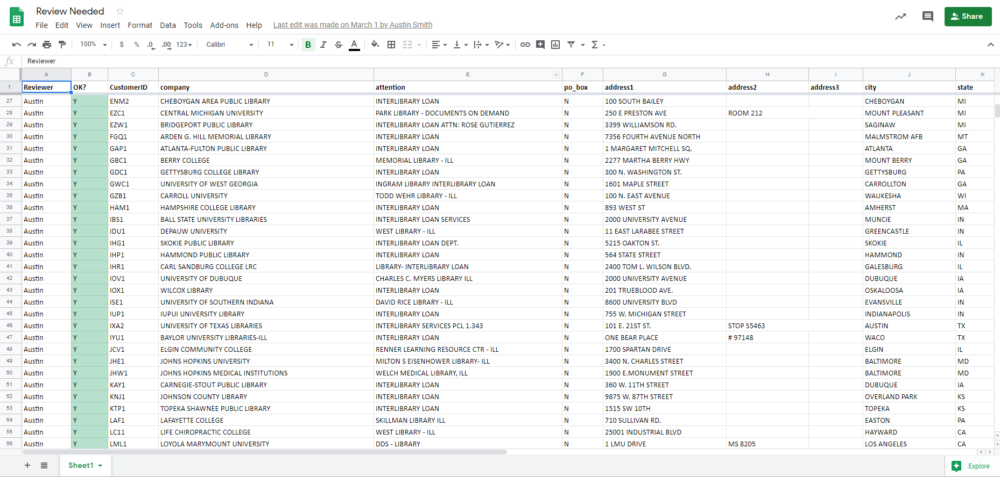 Review Needed
File Edit View Insert Format Data Tools Add-ons Help Last edit was made on March 1 by Austin Smith
Share
100% $ % .0 .00 123 Calibri 11 B I S A Σ
fx Reviewer
A B C D E F G H I J K
1 Reviewer OK? CustomerID company attention po_box address1 address2 address3 city state
27 Austin Y ENM2 CHEBOYGAN AREA PUBLIC LIBRARY INTERLIBRARY LOAN N 100 SOUTH BAILEY CHEBOYGAN MI
28 Austin Y EZC1 CENTRAL MICHIGAN UNIVERSITY PARK LIBRARY - DOCUMENTS ON DEMAND N 250 E PRESTON AVE ROOM 212 MOUNT PLEASANT MI
29 Austin Y EZW1 BRIDGEPORT PUBLIC LIBRARY INTERLIBRARY LOAN ATTN: ROSE GUTIERREZ N 3399 WILLIAMSON RD. SAGINAW MI
30 Austin Y FGQ1 ARDEN G. HILL MEMORIAL LIBRARY INTERLIBRARY LOAN N 7356 FOURTH AVENUE NORTH MALMSTROM AFB MT
31 Austin Y GAP1 ATLANTA-FULTON PUBLIC LIBRARY INTERLIBRARY LOAN N 1 MARGARET MITCHELL SQ. ATLANTA GA
32 Austin Y GBC1 BERRY COLLEGE MEMORIAL LIBRARY - ILL N 2277 MARTHA BERRY HWY MOUNT BERRY GA
33 Austin Y GDC1 GETTYSBURG COLLEGE LIBRARY INTERLIBRARY LOAN N 300 N. WASHINGTON ST. GETTYSBURG PA
34 Austin Y GWC1 UNIVERSITY OF WEST GEORGIA INGRAM LIBRARY INTERLIBRARY LOAN N 1601 MAPLE STREET CARROLLTON GA
35 Austin Y GZB1 CARROLL UNIVERSITY TODD WEHR LIBRARY - ILL N 100 N. EAST AVENUE WAUKESHA WI
36 Austin Y HAM1 HAMPSHIRE COLLEGE LIBRARY INTERLIBRARY LOAN N 893 WEST ST AMHERST MA
37 Austin Y IBS1 BALL STATE UNIVERSITY LIBRARIES INTERLIBRARY LOAN SERVICES N 2000 UNIVERSITY AVENUE MUNCIE IN
38 Austin Y IDU1 DEPAUW UNIVERSITY WEST LIBRARY - ILL N 11 EAST LARABEE STREET GREENCASTLE IN
39 Austin Y IHG1 SKOKIE PUBLIC LIBRARY INTERLIBRARY LOAN DEPT. N 5215 OAKTON ST. SKOKIE IL
40 Austin Y IHP1 HAMMOND PUBLIC LIBRARY INTERLIBRARY LOAN N 564 STATE STREET HAMMOND IN
41 Austin Y IHR1 CARL SANDBURG COLLEGE LRC LIBRARY- INTERLIBRARY LOAN N 2400 TOM L. WILSON BLVD. GALESBURG IL
42 Austin Y IOV1 UNIVERSITY OF DUBUQUE CHARLES C. MYERS LIBRARY ILL N 2000 UNIVERSITY AVENUE DUBUQUE IA
43 Austin Y IOX1 WILCOX LIBRARY INTERLIBRARY LOAN N 201 TRUEBLOOD AVE. OSKALOOSA IA
44 Austin Y ISE1 UNIVERSITY OF SOUTHERN INDIANA DAVID RICE LIBRARY - ILL N 8600 UNIVERSITY BLVD EVANSVILLE IN
45 Austin Y IUP1 IUPUI UNIVERSITY LIBRARY INTERLIBRARY LOAN N 755 W. MICHIGAN STREET INDIANAPOLIS IN
46 Austin Y IXA2 UNIVERSITY OF TEXAS LIBRARIES INTERLIBRARY SERVICES PCL 1.343 N 101 E. 21ST ST. STOP S5463 AUSTIN TX
47 Austin Y IYU1 BAYLOR UNIVERSITY LIBRARIES-ILL INTERLIBRARY LOAN N ONE BEAR PLACE # 97148 WACO TX
48 Austin Y JCV1 ELGIN COMMUNITY COLLEGE RENNER LEARNING RESOURCE CTR - ILL N 1700 SPARTAN DRIVE ELGIN IL
49 Austin Y JHE1 JOHNS HOPKINS UNIVERSITY MILTON S EISENHOWER LIBRARY- ILL N 3400 N. CHARLES STREET BALTIMORE MD
50 Austin Y JHW1 JOHNS HOPKINS MEDICAL INSTITUTIONS WELCH MEDICAL LIBRARY, ILL N 1900 E.MONUMENT STREET BALTIMORE MD
51 Austin Y KAY1 CARNEGIE-STOUT PUBLIC LIBRARY INTERLIBRARY LOAN N 360 W. 11TH STREET DUBUQUE IA
52 Austin Y KNJ1 JOHNSON COUNTY LIBRARY INTERLIBRARY LOAN N 9875 W. 87TH STREET OVERLAND PARK KS
53 Austin Y KTP1 TOPEKA SHAWNEE PUBLIC LIBRARY INTERLIBRARY LOAN N 1515 SW 10TH TOPEKA KS
54 Austin Y LAF1 LAFAYETTE COLLEGE SKILLMAN LIBRARY ILL N 710 SULLIVAN RD. EASTON PA
55 Austin Y LC11 LIFE CHIROPRACTIC COLLEGE WEST LIBRARY - ILL N 25001 INDUSTRIAL BLVD HAYWARD CA
56 Austin Y LML1 LOYOLA MARYMOUNT UNIVERSITY DDS - LIBRARY N 1 LMU DRIVE MS 8205 LOS ANGELES CA
Sheet1
Explore